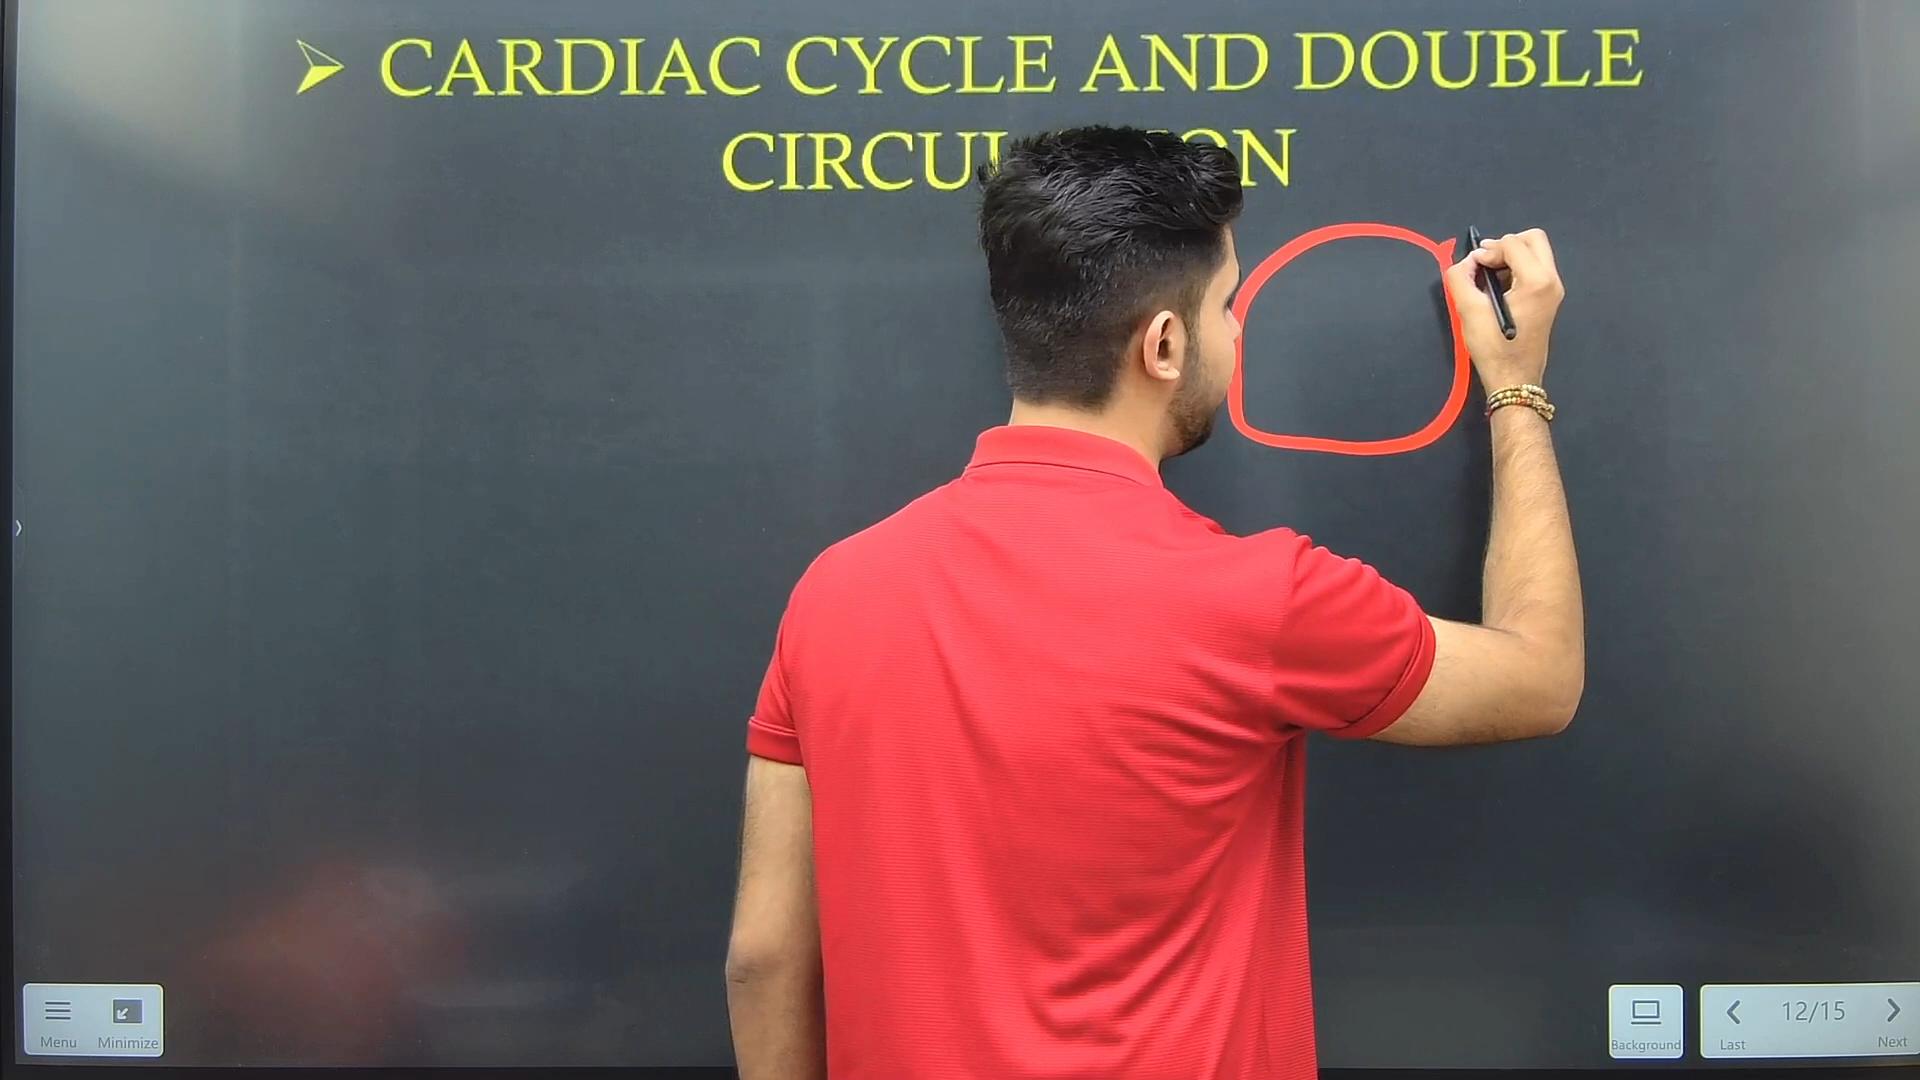 ➢ CARDIAC CYCLE AND DOUBLE
Menu
Minimize
Background
Last
12/15
Next